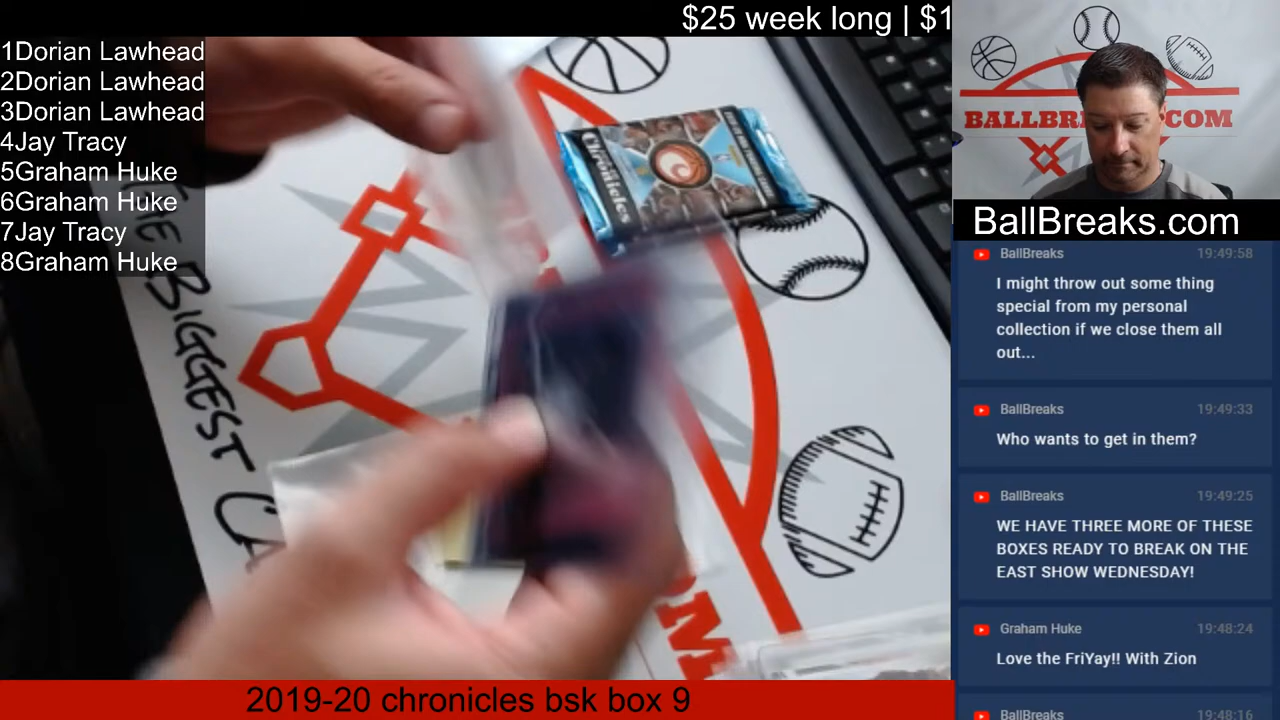 $25 week long | $1
1Dorian Lawhead
2Dorian Lawhead
3Dorian Lawhead
4Jay Tracy
5Graham Huke
6Graham Huke
7Jay Tracy
8Graham Huke
Chronicles
BIGGEST
BALLBR
.COM
BallBreaks.com
BallBreaks 19:49:58
I might throw out some thing
special from my personal
collection if we close them all
out...
BallBreaks 19:49:33
Who wants to get in them?
BallBreaks 19:49:25
WE HAVE THREE MORE OF THESE
BOXES READY TO BREAK ON THE
EAST SHOW WEDNESDAY!
Graham Huke 19:48:24
Love the FriYay!! With Zion
BallBreaks 19:48:16
2019-20 chronicles bsk box 9